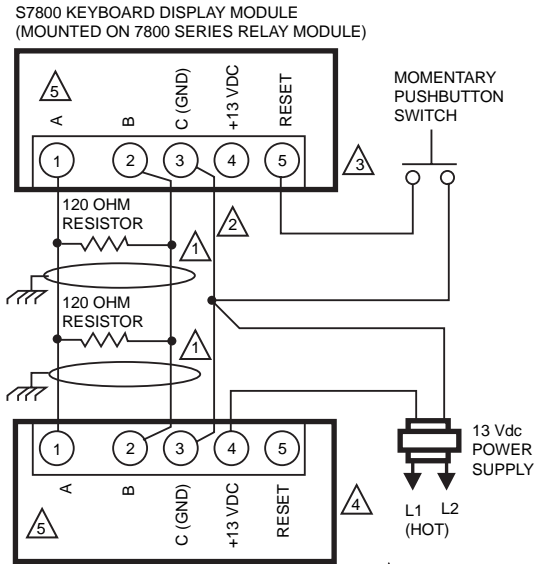 S7800 KEYBOARD DISPLAY MODULE
(MOUNTED ON 7800 SERIES RELAY MODULE)
5
A
B
C (GND)
+13 VDC
RESET
1
2
3
4
5
3
MOMENTARY
PUSHBUTTON
SWITCH
120 OHM
RESISTOR
2
1
120 OHM
RESISTOR
1
1
2
3
4
5
A
B
C (GND)
+13 VDC
RESET
5
4
13 Vdc
POWER
SUPPLY
L1
L2
(HOT)